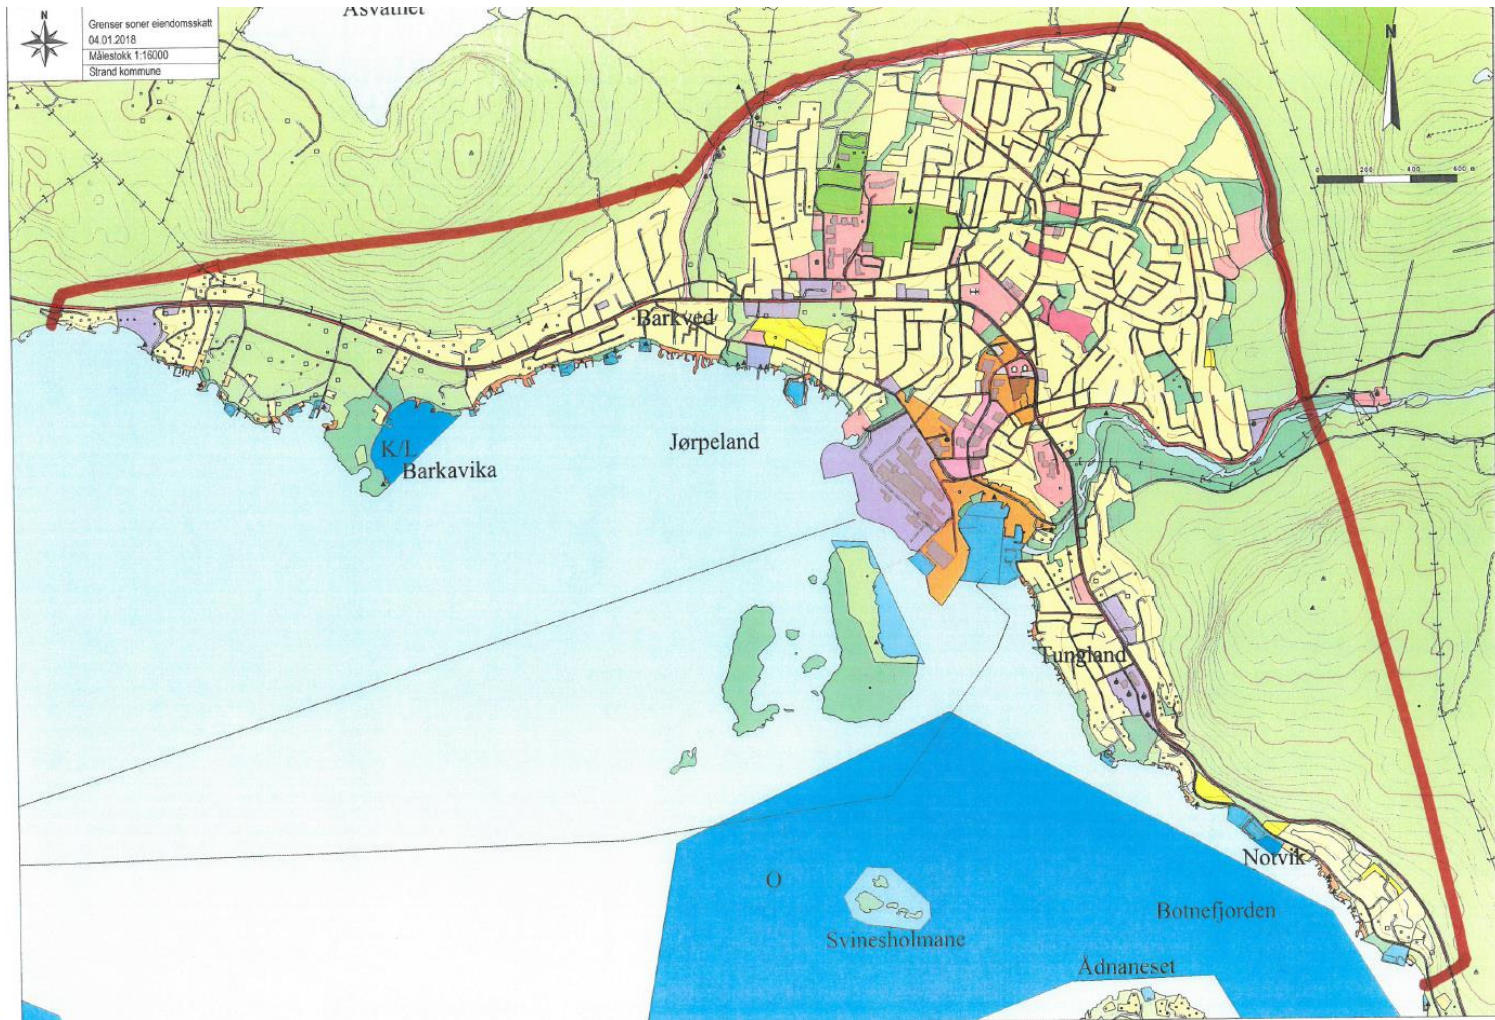 N
Grenser soner eiendomsskatt
04.01.2018
Målestokk 1:16000
Strand kommune
Åsvatnet
N
200
400
600 m
Barkved
Jørpeland
K/L
Barkavika
Tungland
Notvik
O
Botnefjorden
Svinesholmane
Ådnaneset